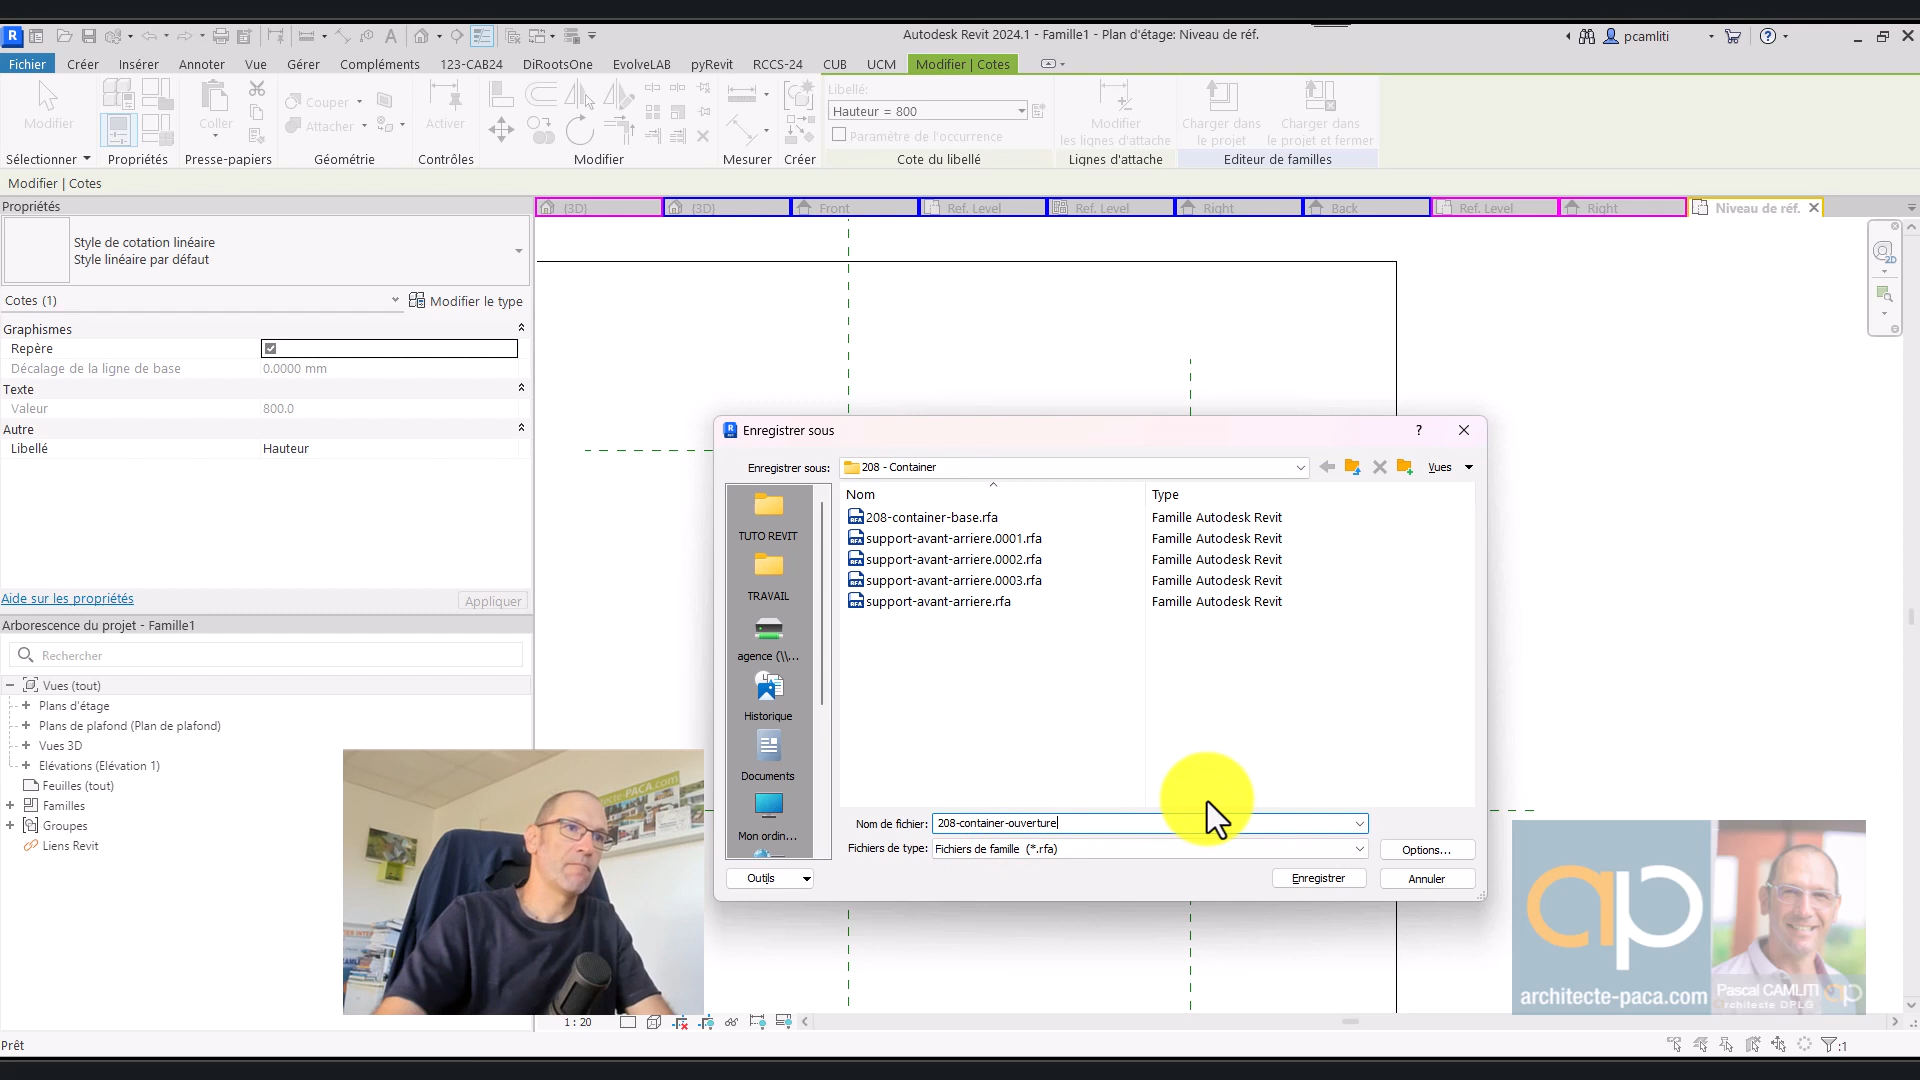 Autodesk Revit 2024.1 - Famille1 - Plan d'étage: Niveau de réf.
pcamliti
Fichier Créer Insérer Annoter Vue Gérer Compléments 123-CAB24 DiRootsOne EvolveLAB pyRevit RCCS-24 CUB UCM Modifier | Cotes
Libellé:
Couper
Hauteur = 800
Modifier Coller Attacher Activer Modifier Charger dans Charger dans
Paramètre de l'occurrence
les lignes d'attache le projet le projet et fermer
Sélectionner Propriétés Presse-papiers Géométrie Contrôles Modifier Mesurer Créer Cote du libellé Lignes d'attache Editeur de familles
Modifier | Cotes
Propriétés
{3D} {3D} Front Ref. Level Ref. Level Right Back Ref. Level Right Niveau de réf.
Style de cotation linéaire
Style linéaire par défaut
Cotes (1) Modifier le type
Graphismes
Repère
Décalage de la ligne de base 0.0000 mm
Texte
Valeur 800.0
Autre
Libellé Hauteur
Aide sur les propriétés Appliquer
Arborescence du projet - Famille1
Rechercher
Vues (tout)
Plans d'étage
Plans de plafond (Plan de plafond)
Vues 3D
Elévations (Elévation 1)
Feuilles (tout)
Familles
Groupes
Liens Revit
Enregistrer sous
Enregistrer sous: 208 - Container Vues
Nom Type
208-container-base.rfa Famille Autodesk Revit
support-avant-arriere.0001.rfa Famille Autodesk Revit
support-avant-arriere.0002.rfa Famille Autodesk Revit
support-avant-arriere.0003.rfa Famille Autodesk Revit
support-avant-arriere.rfa Famille Autodesk Revit
TUTO REVIT
TRAVAIL
agence (\\...
Historique
Documents
Mon ordin...
Nom de fichier: 208-container-ouverture
Fichiers de type: Fichiers de famille (*.rfa) Options...
Outils Enregistrer Annuler
ap
architecte-paca.com
Pascal CAMLITI
Architecte DPLG
1 : 20
Prêt
:1